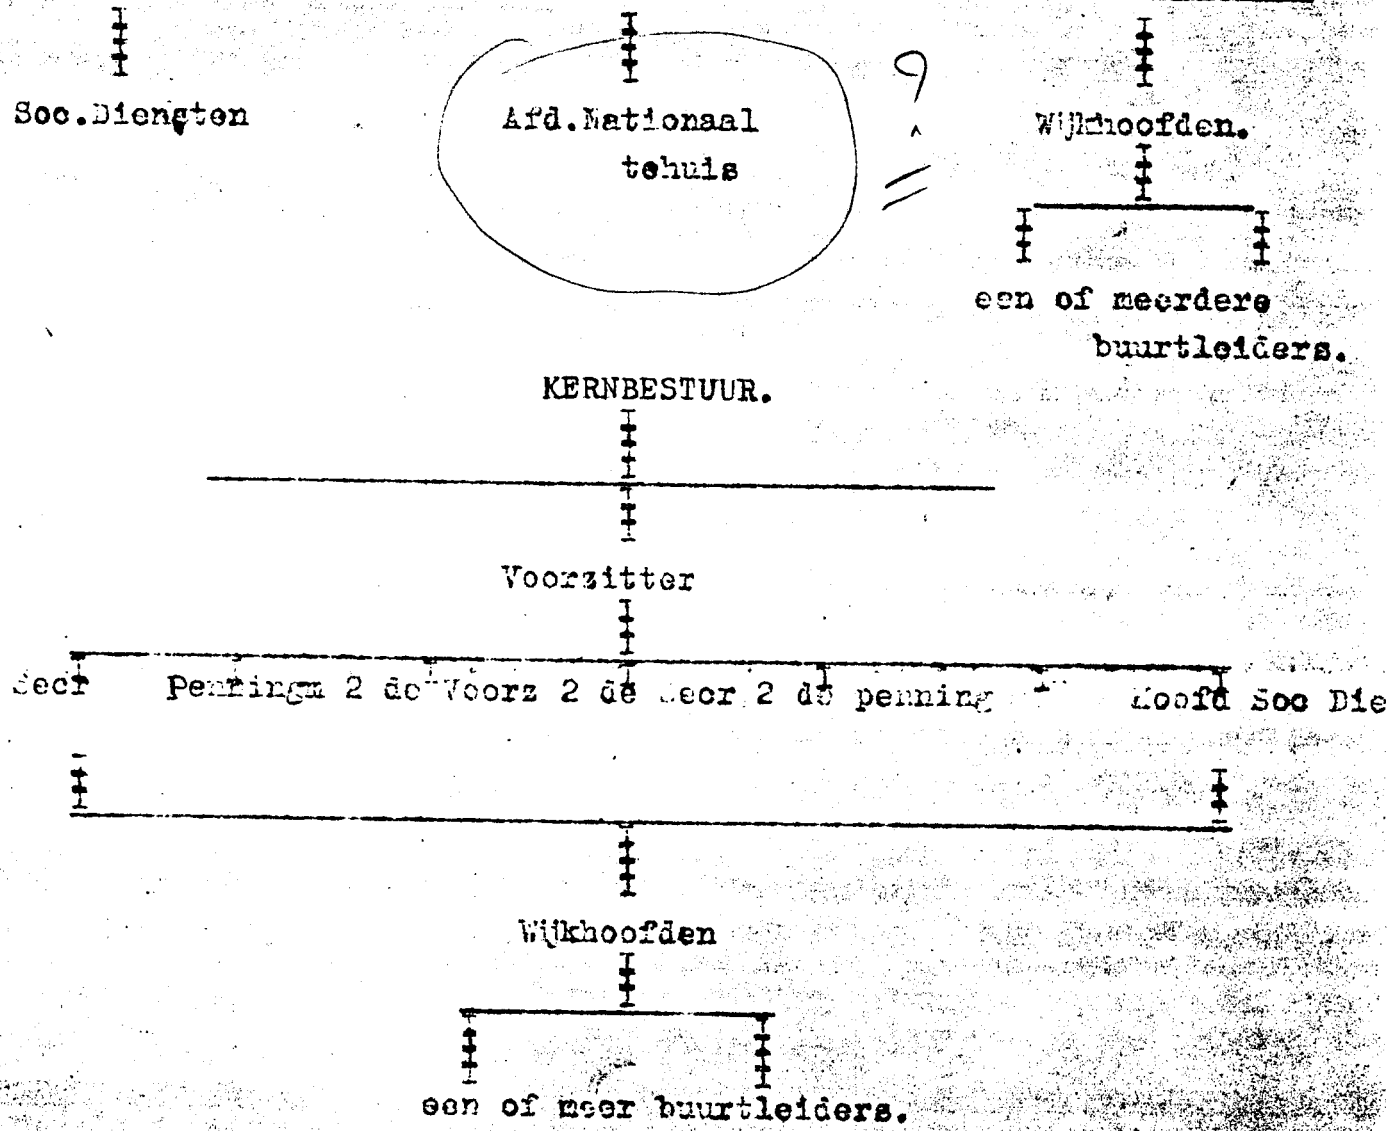 Soc.Diensten
Afd.Nationaal
tehuis
?
Wijkhoofden.
een of meerdere
buurtleiders.
KERNBESTUUR.
Voorzitter
Secr Penningm 2 de Voorz 2 de Secr 2 de penning Hoofd Soc Die
Wijkhoofden
een of meer buurtleiders.